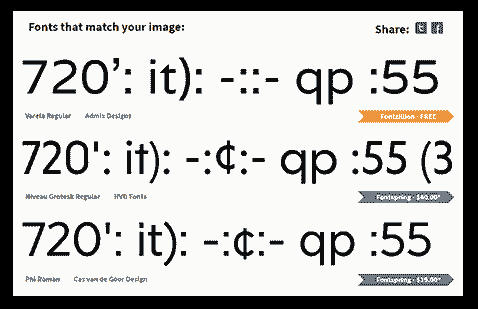 Fonts that match your image:
Share:
720’: it): -::- qp :55
Varela Regular Admix Designs
Fontzillion - FREE
720': it): -:¢:- qp :55 (3
Niveau Grotesk Regular HVD Fonts
Fontspring - $40.00*
720': it): -:¢:- qp :55
Phi Roman Cas van de Goor Design
Fontspring -